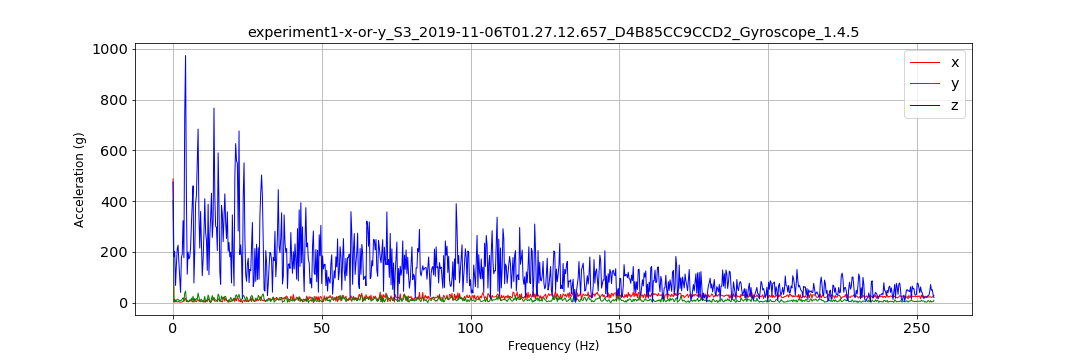 experiment1-x-or-y_S3_2019-11-06T01.27.12.657_D4B85CC9CCD2_Gyroscope_1.4.5
1000
800
600
400
200
0
Acceleration (g)
x
y
z
0
50
100
150
200
250
Frequency (Hz)